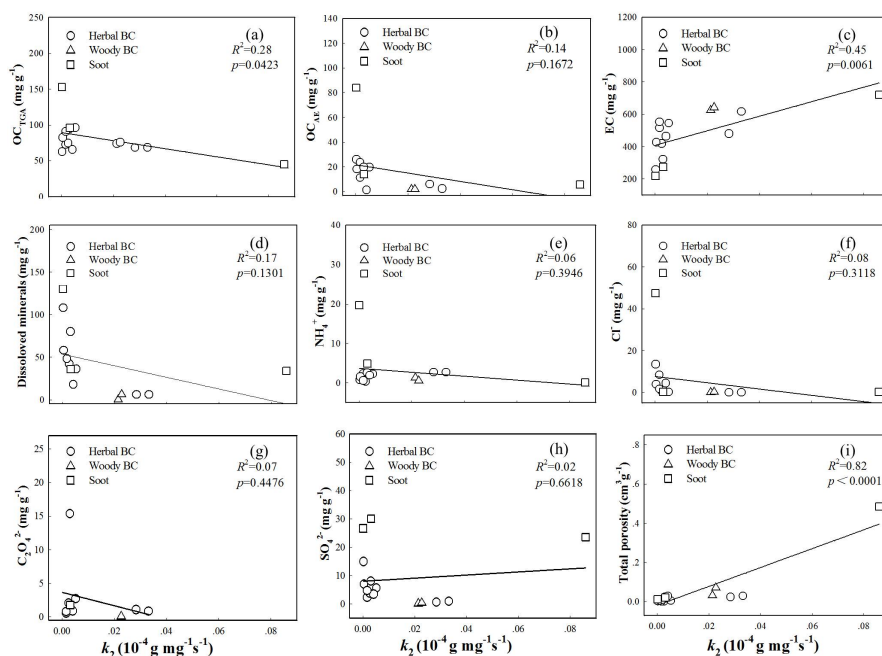 250
200
150
100
50
0
OC_TGA (mg g⁻¹)
Herbal BC
Woody BC
Soot
(a)
R²=0.28
p=0.0423
120
100
80
60
40
20
0
OC_AE (mg g⁻¹)
Herbal BC
Woody BC
Soot
(b)
R²=0.14
p=0.1672
1200
1000
800
600
400
200
EC (mg g⁻¹)
Herbal BC
Woody BC
Soot
(c)
R²=0.45
p=0.0061
200
150
100
50
0
Dissoloved minerals (mg g⁻¹)
Herbal BC
Woody BC
Soot
(d)
R²=0.17
p=0.1301
40
30
20
10
0
NH₄⁺ (mg g⁻¹)
Herbal BC
Woody BC
Soot
(e)
R²=0.06
p=0.3946
80
60
40
20
0
Cl⁻ (mg g⁻¹)
Herbal BC
Woody BC
Soot
(f)
R²=0.08
p=0.3118
25
20
15
10
5
0
C₂O₄²⁻ (mg g⁻¹)
Herbal BC
Woody BC
Soot
(g)
R²=0.07
p=0.4476
0.00 .02 .04 .06 .08
k₂ (10⁻⁴ g mg⁻¹ s⁻¹)
60
50
40
30
20
10
0
SO₄²⁻ (mg g⁻¹)
Herbal BC
Woody BC
Soot
(h)
R²=0.02
p=0.6618
0.00 .02 .04 .06 .08
k₂ (10⁻⁴ g mg⁻¹s⁻¹)
.8
.6
.4
.2
0.0
Total porosity (cm³g⁻¹)
Herbal BC
Woody BC
Soot
(i)
R²=0.82
p＜0.0001
0.00 .02 .04 .06 .08
k₂ (10⁻⁴ g mg⁻¹s⁻¹)